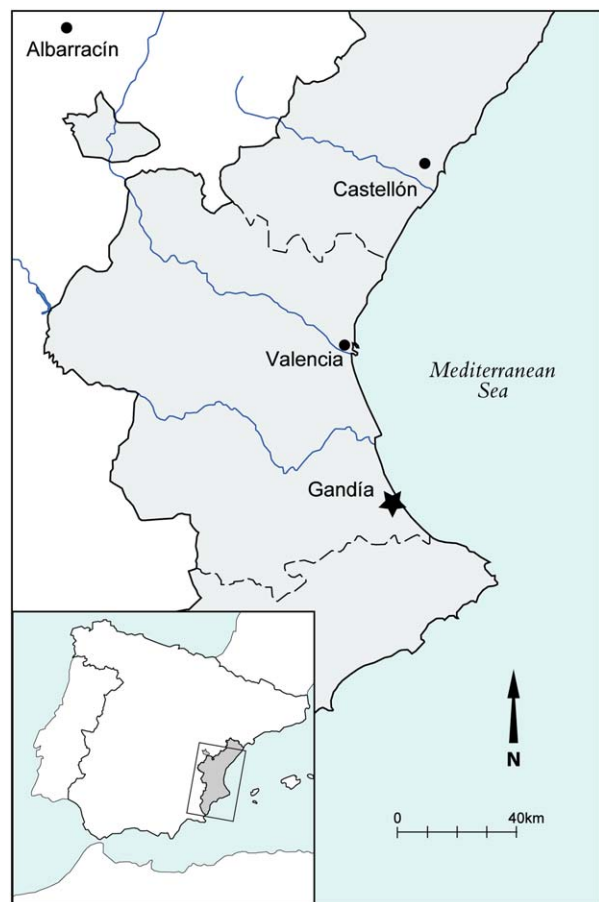 Albarracín
Castellón
Valencia
Mediterranean
Sea
Gandía
N
0 40km